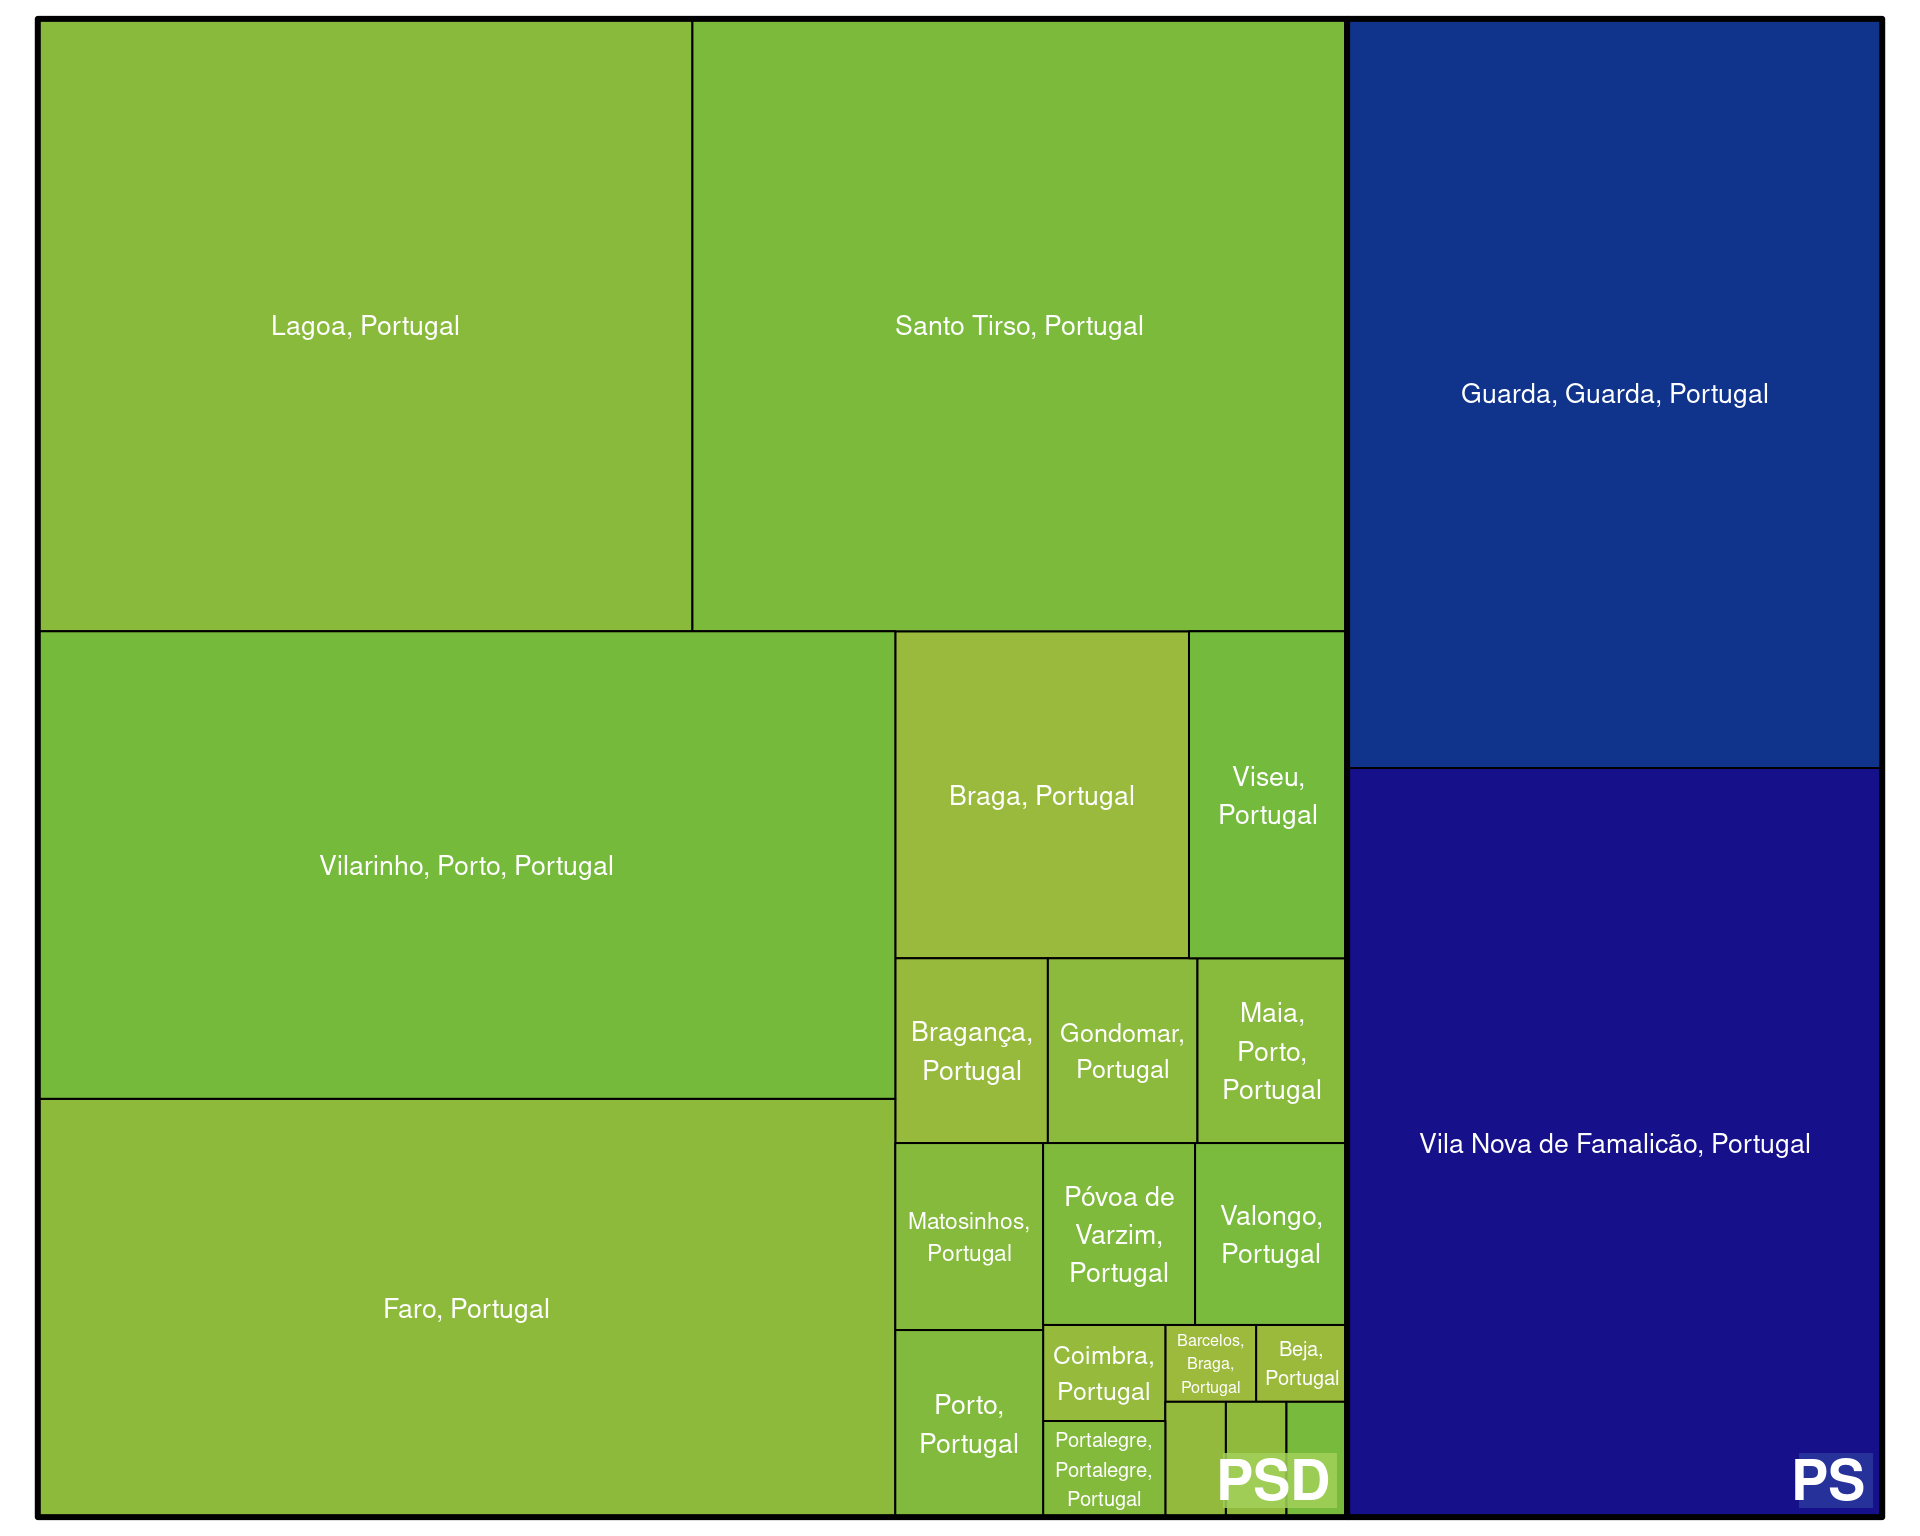 Lagoa, Portugal
Santo Tirso, Portugal
Guarda, Guarda, Portugal
Vilarinho, Porto, Portugal
Braga, Portugal
Viseu,
Portugal
Bragança,
Portugal
Gondomar,
Portugal
Maia,
Porto,
Portugal
Vila Nova de Famalicão, Portugal
Faro, Portugal
Matosinhos,
Portugal
Póvoa de
Varzim,
Portugal
Valongo,
Portugal
Porto,
Portugal
Coimbra,
Portugal
Barcelos,
Braga,
Portugal
Beja,
Portugal
Portalegre,
Portalegre,
Portugal
PSD
PS